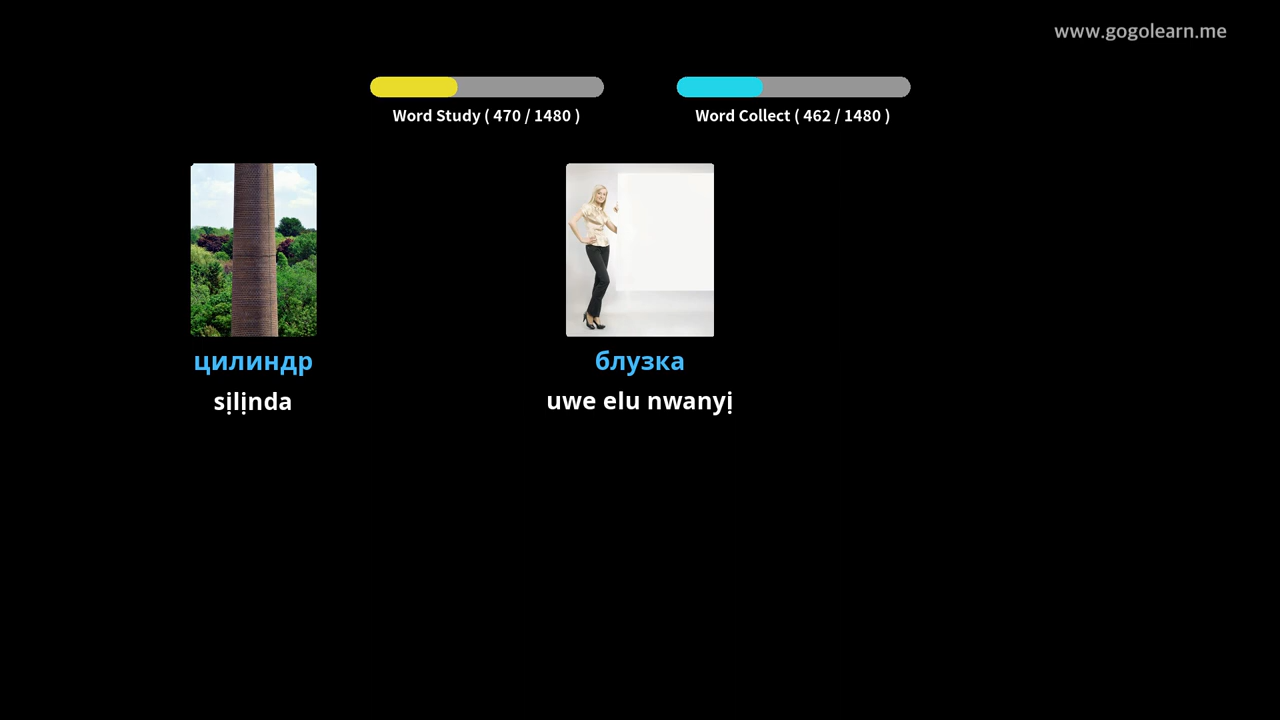 www.gogolearn.me
Word Study ( 470 / 1480 )
Word Collect ( 462 / 1480 )
цилиндр
sịlịnda
блузка
uwe elu nwanyị